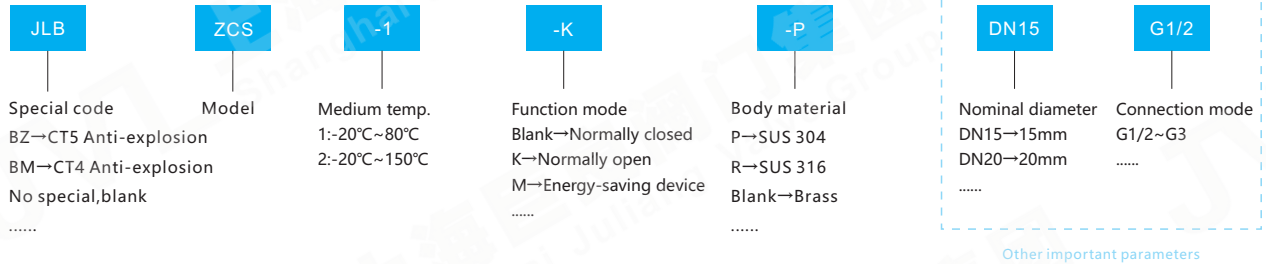 JLB ZCS -1 -K -P DN15 G1/2
Special code
BZ→CT5 Anti-explosion
BM→CT4 Anti-explosion
No special,blank
......
Model
Medium temp.
1:-20℃~80℃
2:-20℃~150℃
Function mode
Blank→Normally closed
K→Normally open
M→Energy-saving device
......
Body material
P→SUS 304
R→SUS 316
Blank→Brass
......
Nominal diameter
DN15→15mm
DN20→20mm
......
Connection mode
G1/2~G3
......
Other important parameters